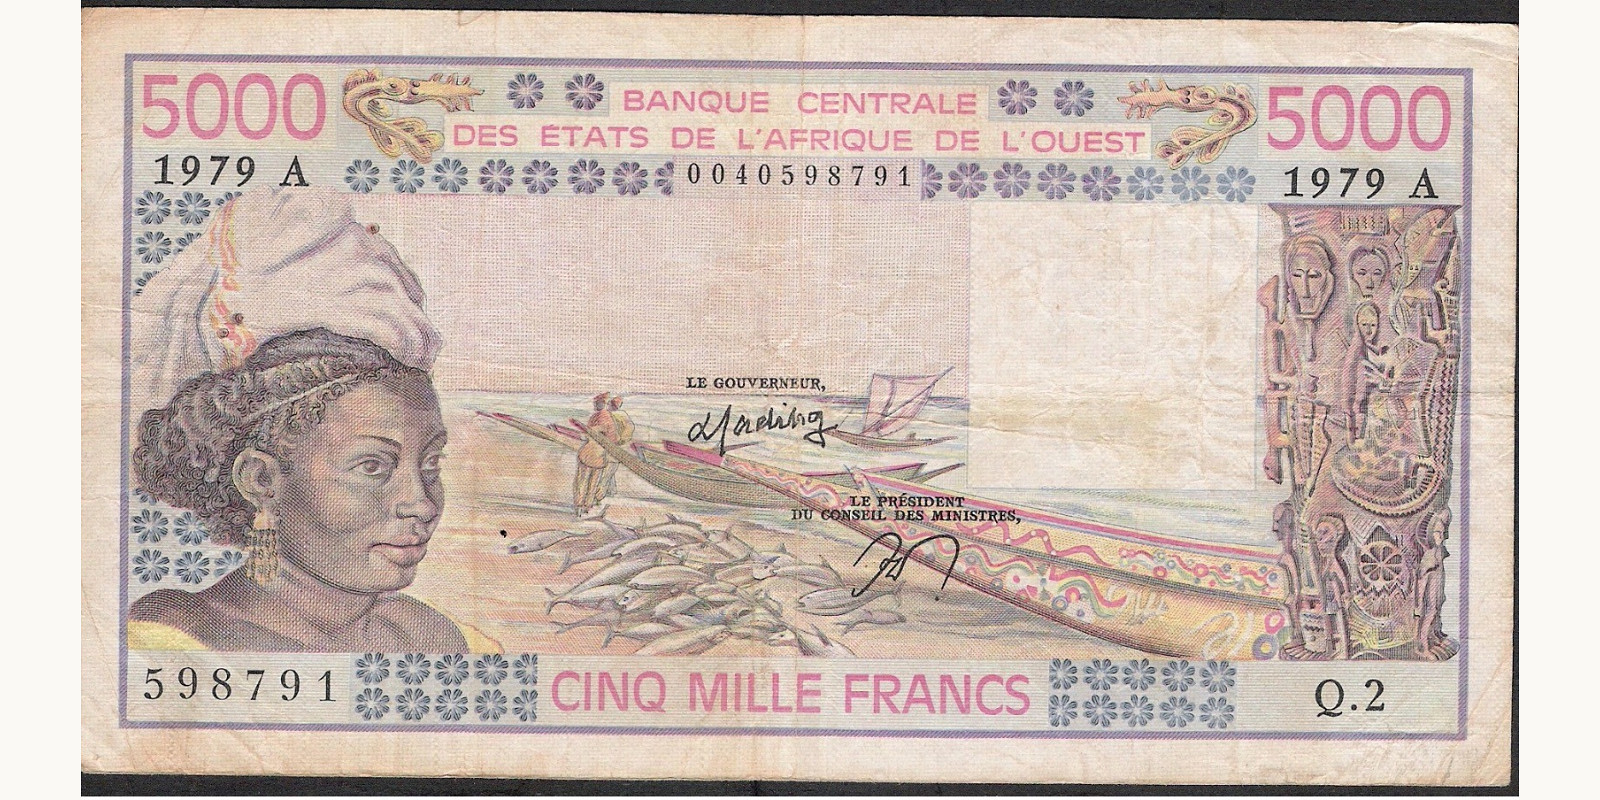 5000
BANQUE CENTRALE
DES ÉTATS DE L'AFRIQUE DE L'OUEST
5000
1979 A
0040598791
1979 A
LE GOUVERNEUR,
LE PRÉSIDENT
DU CONSEIL DES MINISTRES,
598791
CINQ MILLE FRANCS
Q.2